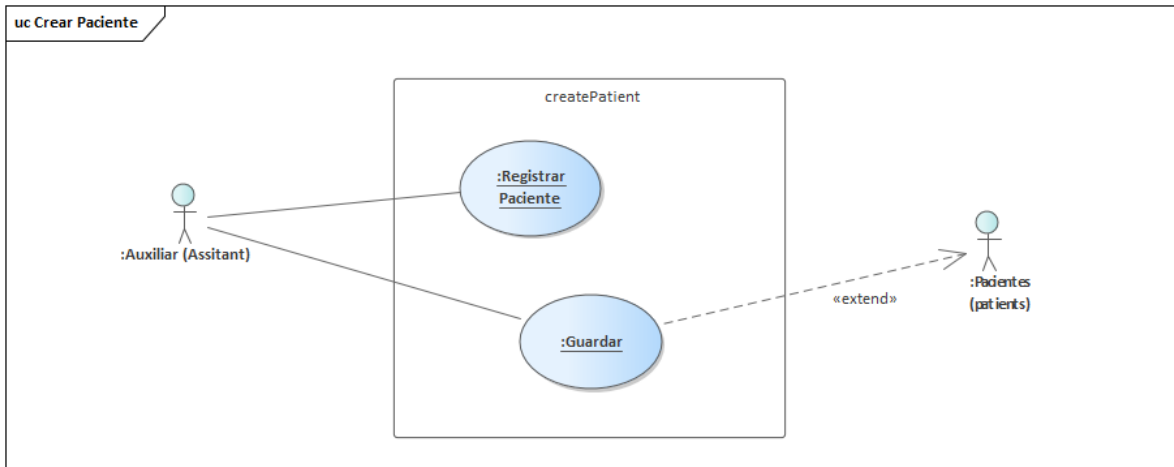 uc Crear Paciente
createPatient
:Registrar
Paciente
:Auxiliar (Assitant)
:Pacientes
(patients)
«extend»
:Guardar